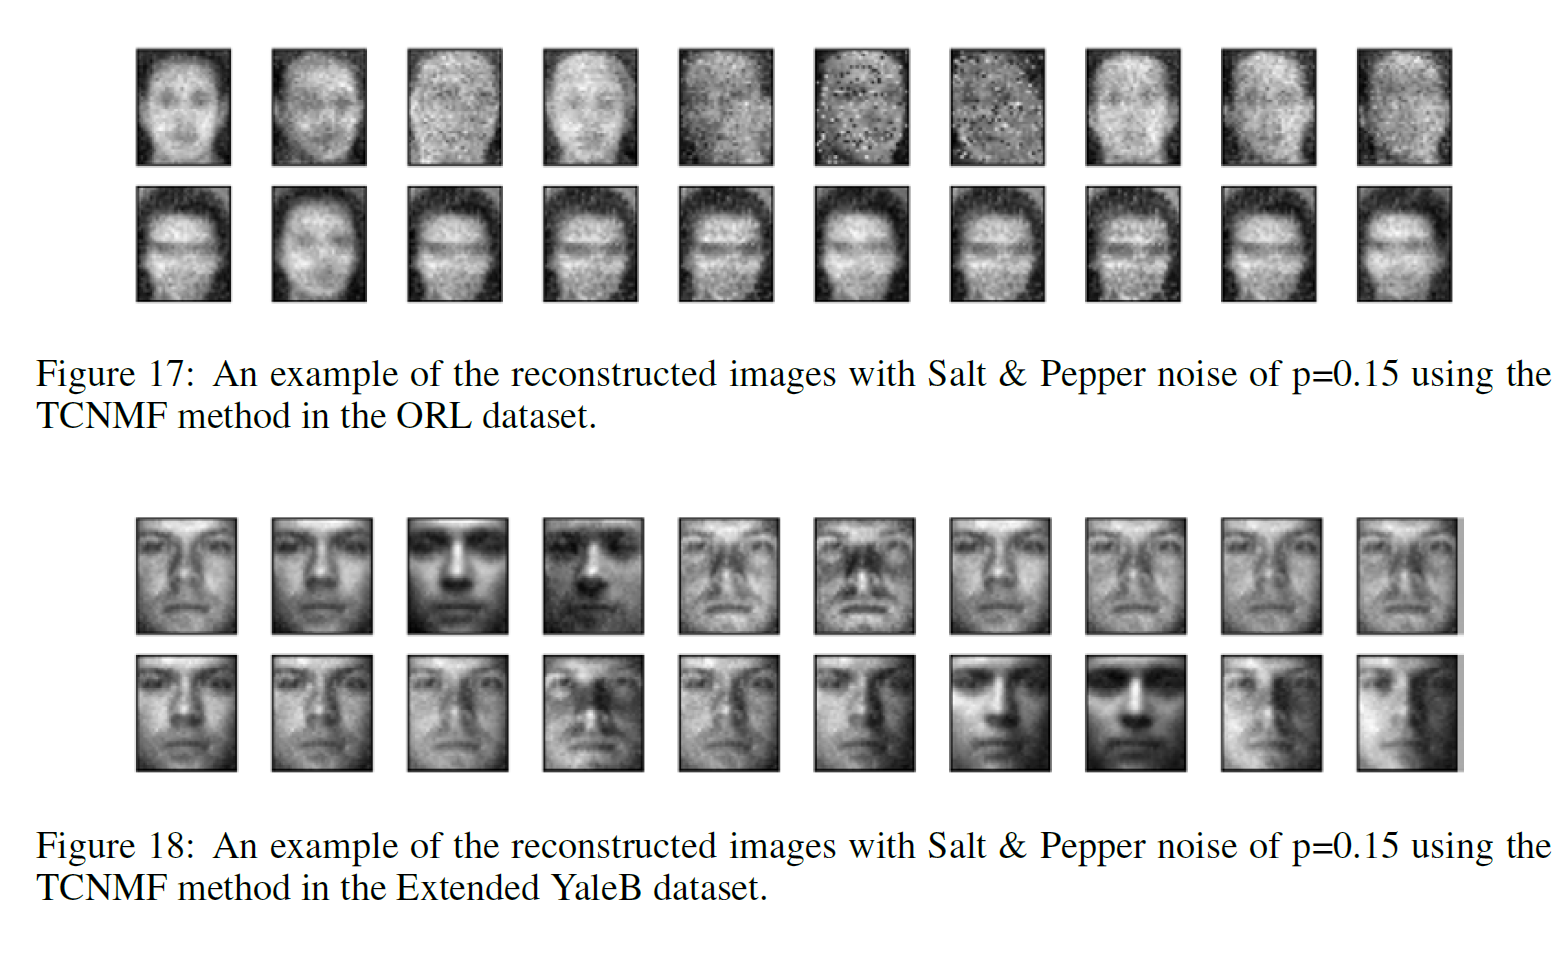 Figure 17: An example of the reconstructed images with Salt & Pepper noise of p=0.15 using the
TCNMF method in the ORL dataset.
Figure 18: An example of the reconstructed images with Salt & Pepper noise of p=0.15 using the
TCNMF method in the Extended YaleB dataset.